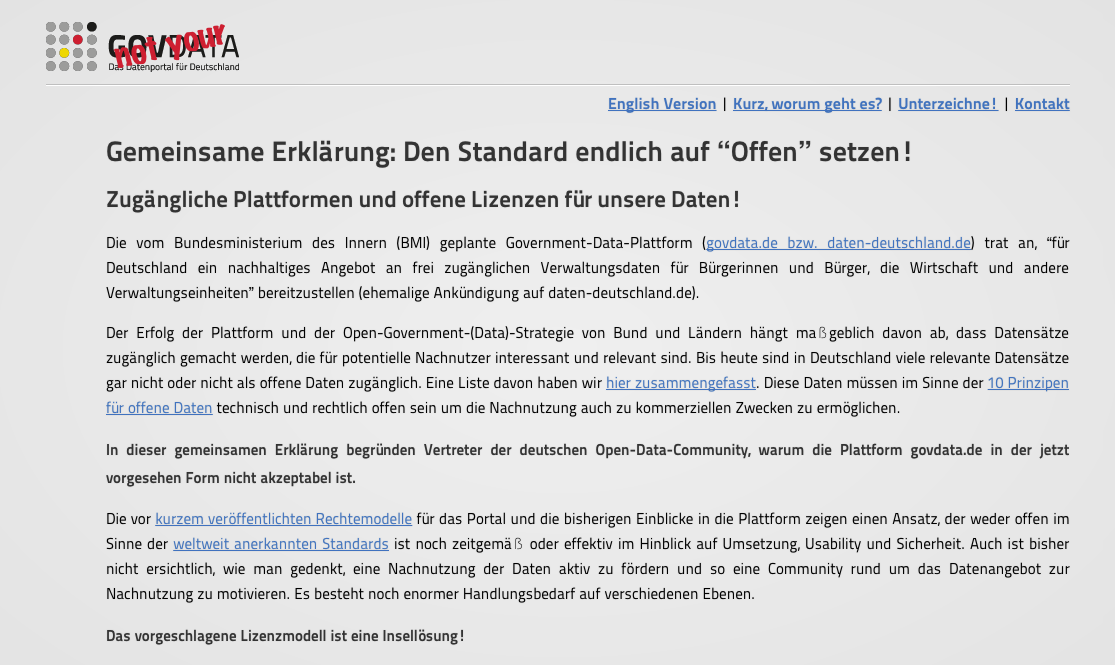 GOVDATA
not your
Das Datenportal für Deutschland
English Version | Kurz, worum geht es? | Unterzeichne! | Kontakt
Gemeinsame Erklärung: Den Standard endlich auf “Offen” setzen!
Zugängliche Plattformen und offene Lizenzen für unsere Daten!
Die vom Bundesministerium des Innern (BMI) geplante Government-Data-Plattform (govdata.de bzw. daten-deutschland.de) trat an, “für
Deutschland ein nachhaltiges Angebot an frei zugänglichen Verwaltungsdaten für Bürgerinnen und Bürger, die Wirtschaft und andere
Verwaltungseinheiten” bereitzustellen (ehemalige Ankündigung auf daten-deutschland.de).
Der Erfolg der Plattform und der Open-Government-(Data)-Strategie von Bund und Ländern hängt maßgeblich davon ab, dass Datensätze
zugänglich gemacht werden, die für potentielle Nachnutzer interessant und relevant sind. Bis heute sind in Deutschland viele relevante Datensätze
gar nicht oder nicht als offene Daten zugänglich. Eine Liste davon haben wir hier zusammengefasst. Diese Daten müssen im Sinne der 10 Prinzipen
für offene Daten technisch und rechtlich offen sein um die Nachnutzung auch zu kommerziellen Zwecken zu ermöglichen.
In dieser gemeinsamen Erklärung begründen Vertreter der deutschen Open-Data-Community, warum die Plattform govdata.de in der jetzt
vorgesehen Form nicht akzeptabel ist.
Die vor kurzem veröffentlichten Rechtemodelle für das Portal und die bisherigen Einblicke in die Plattform zeigen einen Ansatz, der weder offen im
Sinne der weltweit anerkannten Standards ist noch zeitgemäß oder effektiv im Hinblick auf Umsetzung, Usability und Sicherheit. Auch ist bisher
nicht ersichtlich, wie man gedenkt, eine Nachnutzung der Daten aktiv zu fördern und so eine Community rund um das Datenangebot zur
Nachnutzung zu motivieren. Es besteht noch enormer Handlungsbedarf auf verschiedenen Ebenen.
Das vorgeschlagene Lizenzmodell ist eine Insellösung!